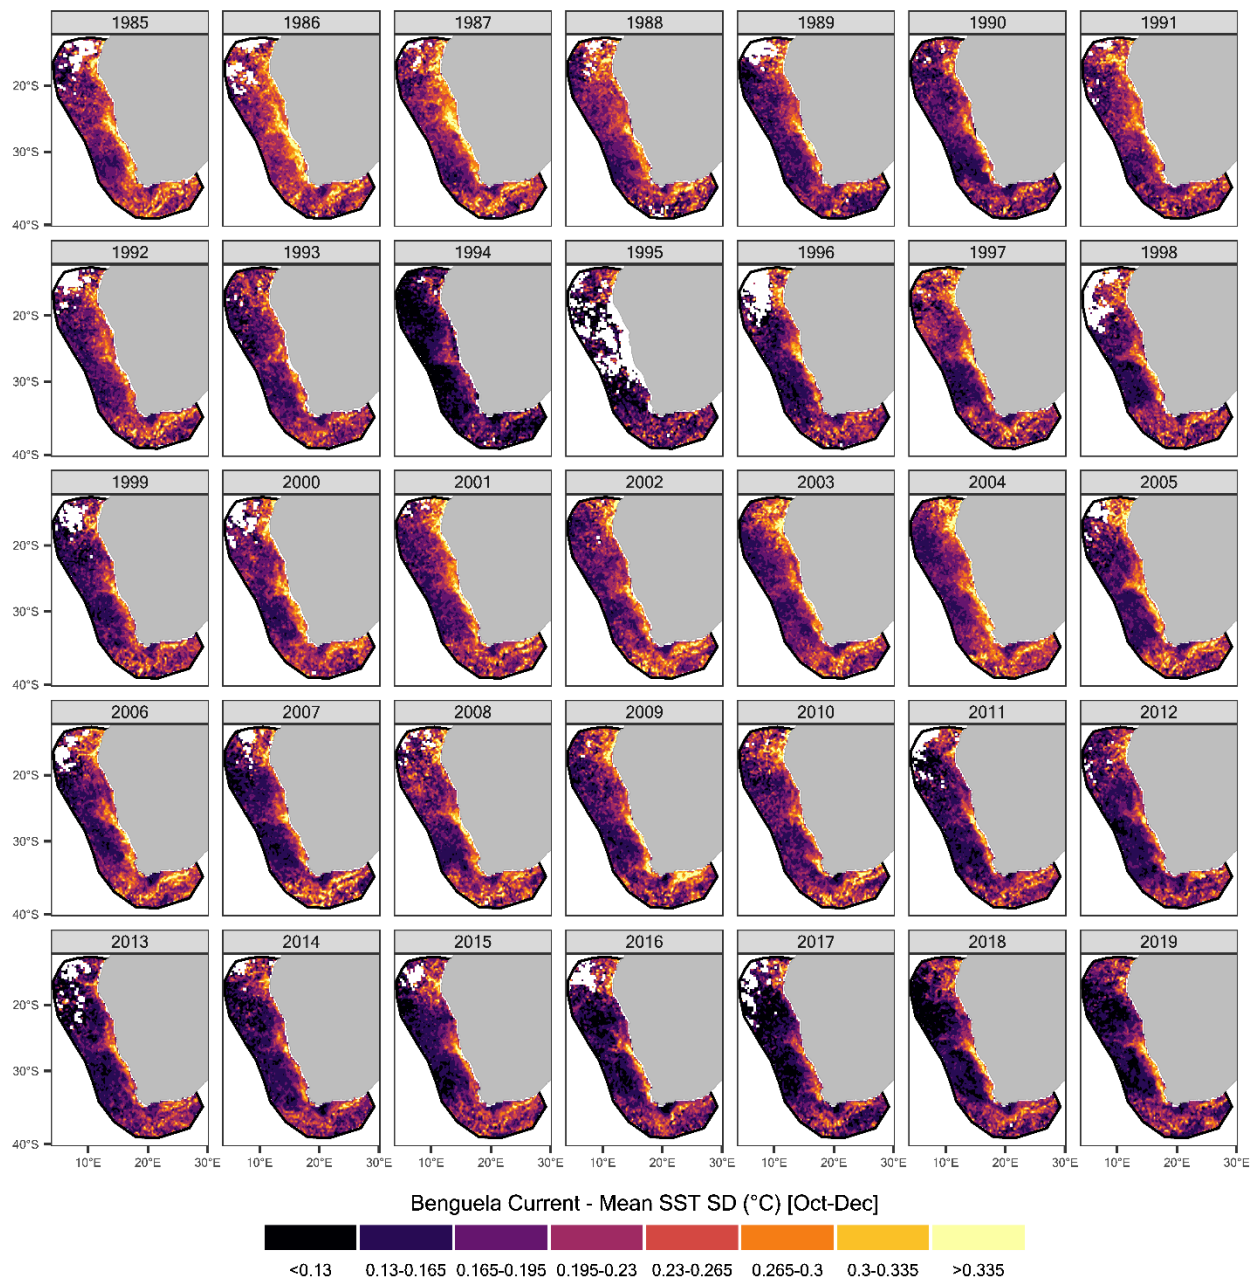 1985 1986 1987 1988 1989 1990 1991
20°S
30°S
40°S
1992 1993 1994 1995 1996 1997 1998
20°S
30°S
40°S
1999 2000 2001 2002 2003 2004 2005
20°S
30°S
40°S
2006 2007 2008 2009 2010 2011 2012
20°S
30°S
40°S
2013 2014 2015 2016 2017 2018 2019
20°S
30°S
40°S
10°E 20°E 30°E 10°E 20°E 30°E 10°E 20°E 30°E 10°E 20°E 30°E 10°E 20°E 30°E 10°E 20°E 30°E 10°E 20°E 30°E
Benguela Current - Mean SST SD (°C) [Oct-Dec]
<0.13 0.13-0.165 0.165-0.195 0.195-0.23 0.23-0.265 0.265-0.3 0.3-0.335 >0.335